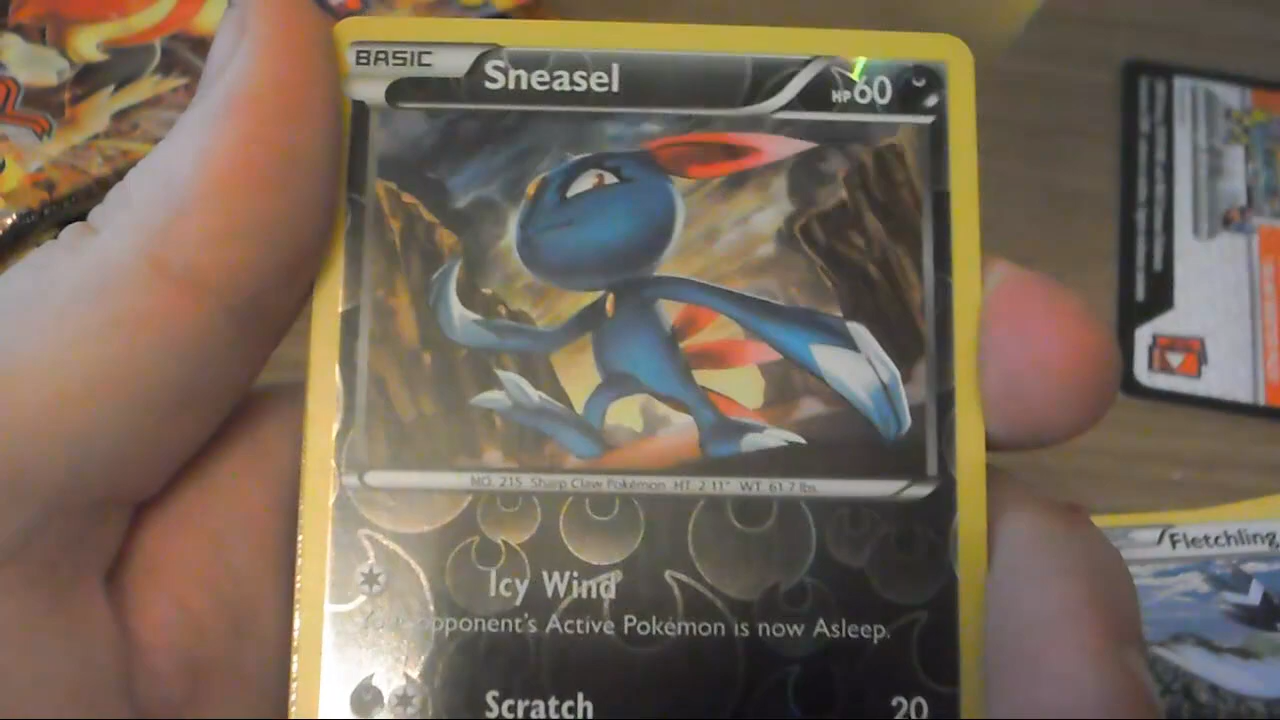 BASIC
Sneasel
HP60
NO. 215 Sharp Claw Pokémon HT. 2'11" WT. 61.7 lbs.
Icy Wind
opponent's Active Pokémon is now Asleep.
Scratch 20
Fletchling